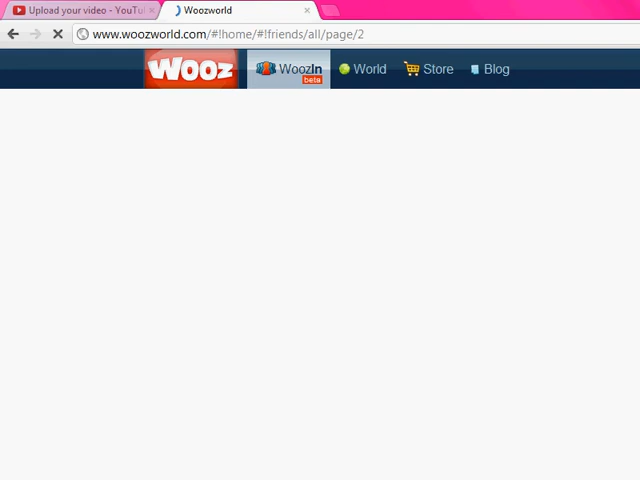 Upload your video - YouTu
Woozworld
www.woozworld.com/#!home/#!friends/all/page/2
WOOZ
WoozIn
beta
World
Store
Blog